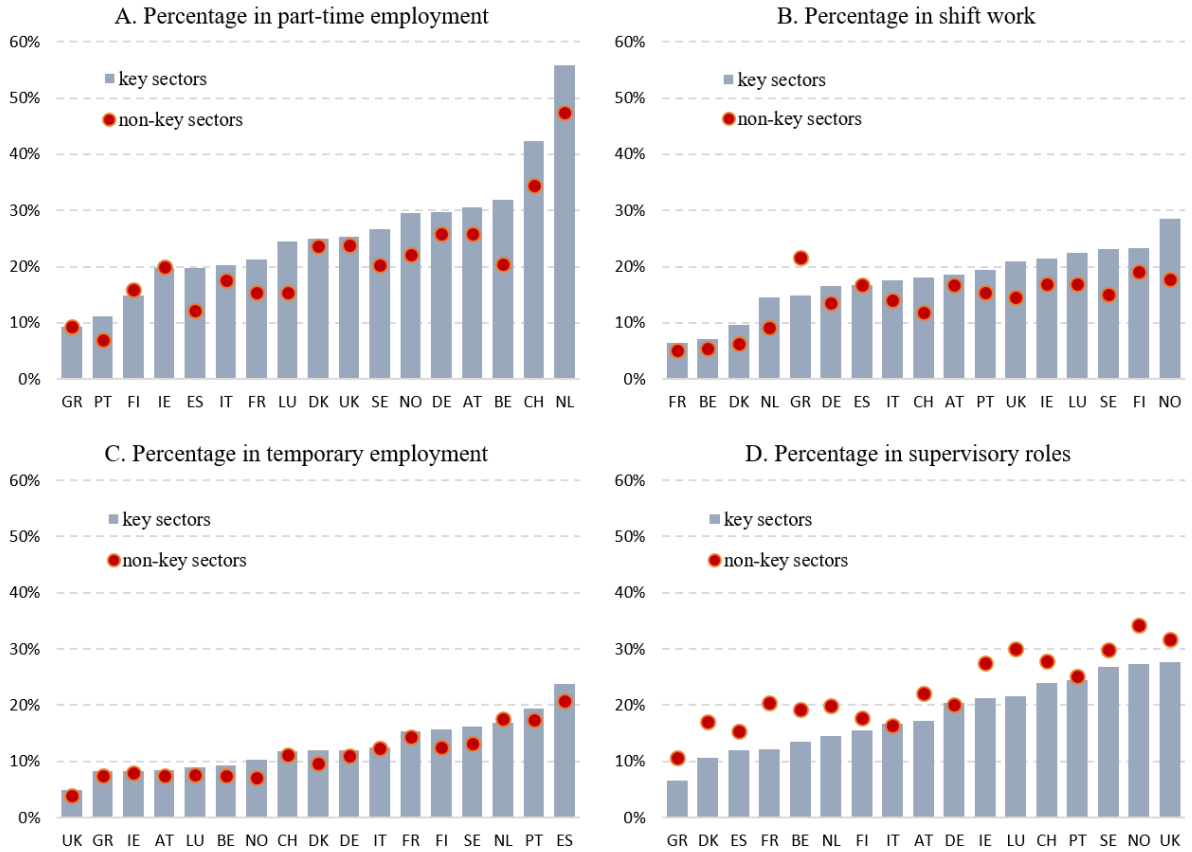 A. Percentage in part-time employment
60%
50%
40%
30%
20%
10%
0%
key sectors
non-key sectors
GR PT FI IE ES IT FR LU DK UK SE NO DE AT BE CH NL
B. Percentage in shift work
60%
50%
40%
30%
20%
10%
0%
key sectors
non-key sectors
FR BE DK NL GR DE ES IT CH AT PT UK IE LU SE FI NO
C. Percentage in temporary employment
60%
50%
40%
30%
20%
10%
0%
key sectors
non-key sectors
UK GR IE AT LU BE NO CH DK DE IT FR FI SE NL PT ES
D. Percentage in supervisory roles
60%
50%
40%
30%
20%
10%
0%
key sectors
non-key sectors
GR DK ES FR BE NL FI IT AT DE IE LU CH PT SE NO UK